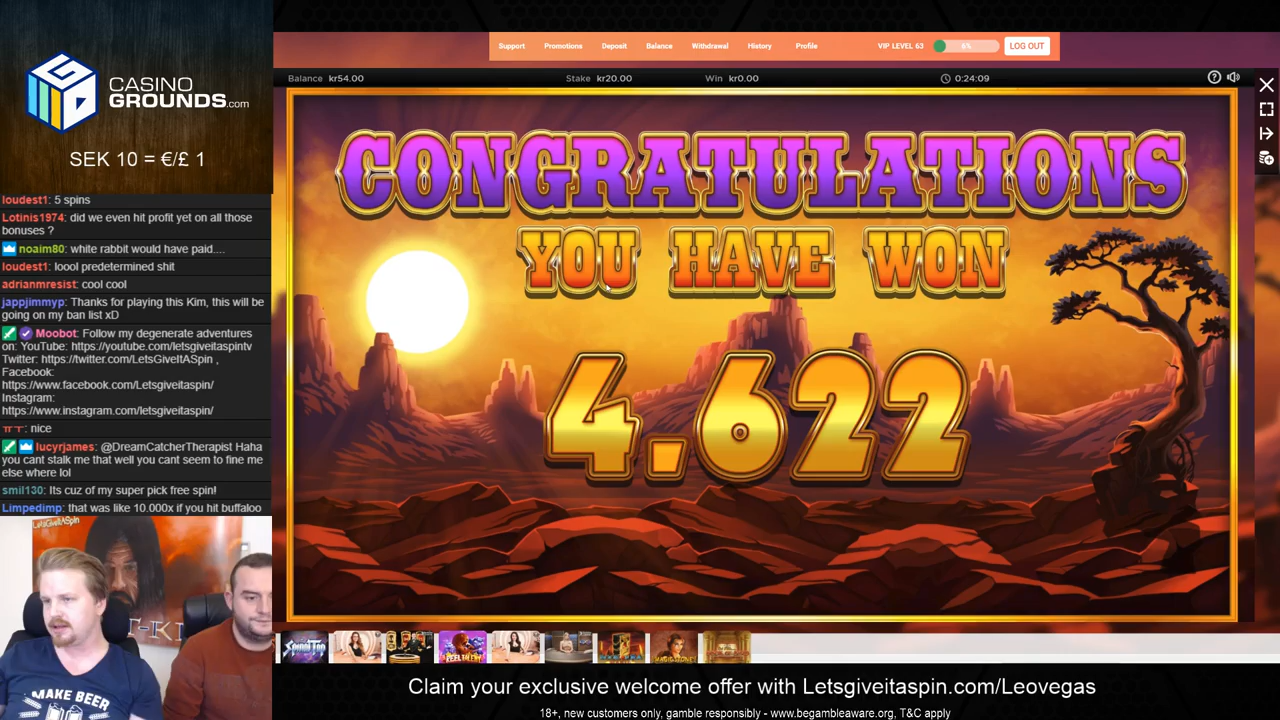 CASINO
GROUNDS.com
SEK 10 = €/£ 1
loudest1: 5 spins
Lotinis1974: did we even hit profit yet on all those
bonuses ?
noaim80: white rabbit would have paid....
loudest1: loool predetermined shit
adrianmresist: cool cool
jappjimmyp: Thanks for playing this Kim, this will be
going on my ban list xD
Moobot: Follow my degenerate adventures
on: YouTube: https://youtube.com/letsgiveitaspintv
Twitter: https://twitter.com/LetsGiveItASpin ,
Facebook:
https://www.facebook.com/Letsgiveitaspin/
Instagram:
https://www.instagram.com/letsgiveitaspin/
ㅠㅜ: nice
lucyrjames: @DreamCatcherTherapist Haha
you cant stalk me that well you cant seem to fine me
else where lol
smil130: Its cuz of my super pick free spin!
Limpedimp: that was like 10.000x if you hit buffaloo
LetsGiveItASpin
MAKE BEER
Support Promotions Deposit Balance Withdrawal History Profile VIP LEVEL 63 6% LOG OUT
Balance kr54.00 Stake kr20.00 Win kr0.00 0:24:09
CONGRATULATIONS
YOU HAVE WON
4.622
Claim your exclusive welcome offer with Letsgiveitaspin.com/Leovegas
18+, new customers only, gamble responsibly - www.begambleaware.org, T&C apply